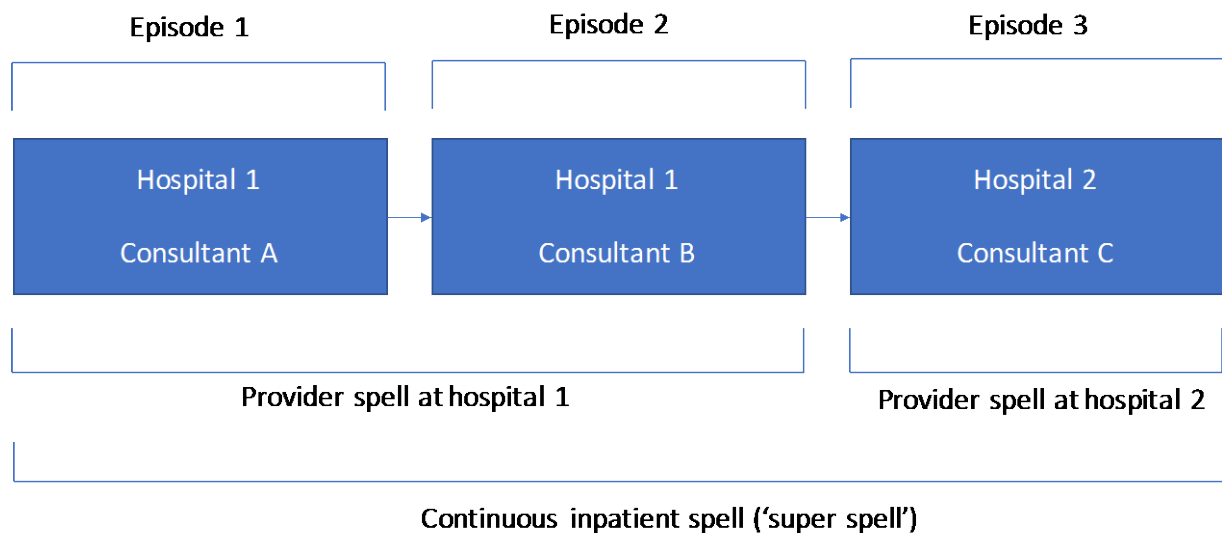 Episode 1
Episode 2
Episode 3
Hospital 1
Consultant A
Hospital 1
Consultant B
Hospital 2
Consultant C
Provider spell at hospital 1
Provider spell at hospital 2
Continuous inpatient spell (‘super spell’)